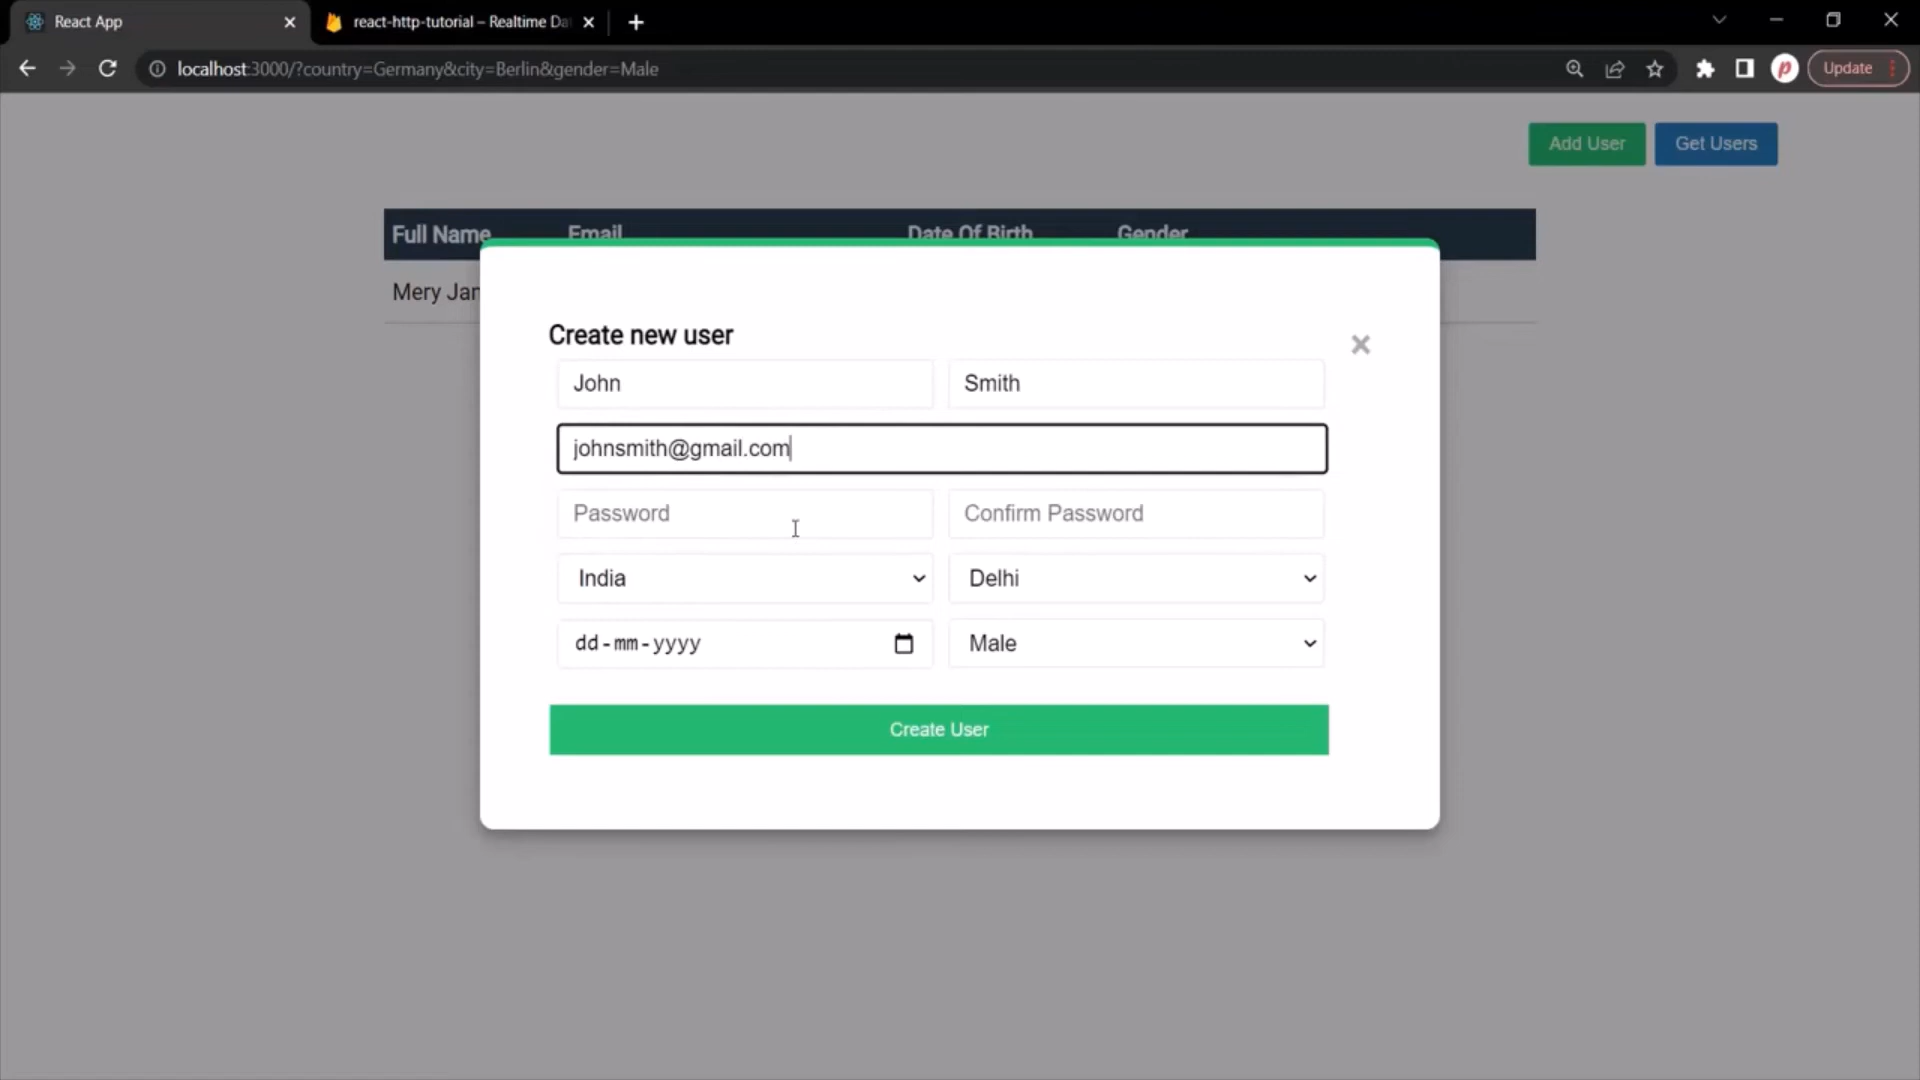 React App
react-http-tutorial – Realtime Da
localhost:3000/?country=Germany&city=Berlin&gender=Male
Update
Add User
Get Users
Full Name Email Date Of Birth Gender
Mery Jan
Create new user
John Smith
johnsmith@gmail.com
Password Confirm Password
India Delhi
dd-mm-yyyy Male
Create User